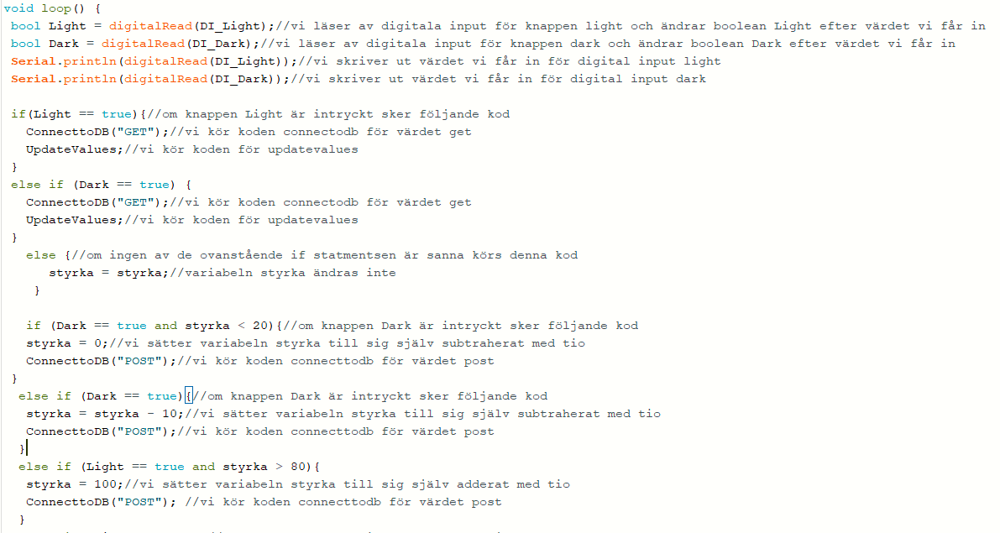 void loop() {
bool Light = digitalRead(DI_Light);//vi läser av digitala input för knappen light och ändrar boolean Light efter värdet vi får in
bool Dark = digitalRead(DI_Dark);//vi läser av digitala input för knappen dark och ändrar boolean Dark efter värdet vi får in
Serial.println(digitalRead(DI_Light));//vi skriver ut värdet vi får in för digital input light
Serial.println(digitalRead(DI_Dark));//vi skriver ut värdet vi får in för digital input dark
if(Light == true){//om knappen Light är intryckt sker följande kod
ConnecttoDB("GET");//vi kör koden connectodb för värdet get
UpdateValues;//vi kör koden för updatevalues
}
else if (Dark == true) {
ConnecttoDB("GET");//vi kör koden connectodb för värdet get
UpdateValues;//vi kör koden för updatevalues
}
else {//om ingen av de ovanstående if statmentsen är sanna körs denna kod
styrka = styrka;//variabeln styrka ändras inte
}
if (Dark == true and styrka < 20){//om knappen Dark är intryckt sker följande kod
styrka = 0;//vi sätter variabeln styrka till sig själv subtraherat med tio
ConnecttoDB("POST");//vi kör koden connecttodb för värdet post
}
else if (Dark == true){//om knappen Dark är intryckt sker följande kod
styrka = styrka - 10;//vi sätter variabeln styrka till sig själv subtraherat med tio
ConnecttoDB("POST");//vi kör koden connecttodb för värdet post
}
else if (Light == true and styrka > 80){
styrka = 100;//vi sätter variabeln styrka till sig själv adderat med tio
ConnecttoDB("POST"); //vi kör koden connecttodb för värdet post
}